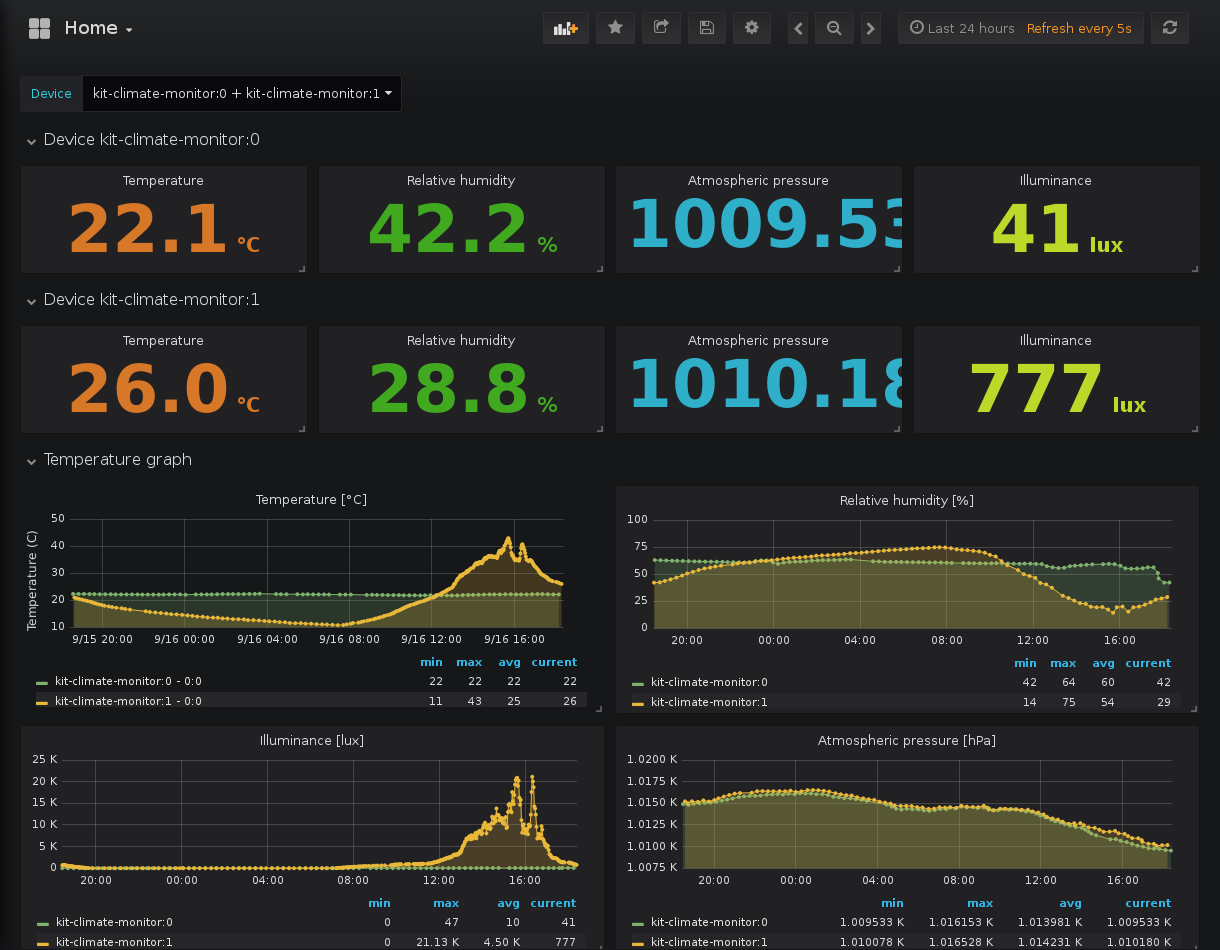 Home
Last 24 hours Refresh every 5s
Device kit-climate-monitor:0 + kit-climate-monitor:1
Device kit-climate-monitor:0
Temperature Relative humidity Atmospheric pressure Illuminance
22.1 °C 42.2 % 1009.53 41 lux
Device kit-climate-monitor:1
Temperature Relative humidity Atmospheric pressure Illuminance
26.0 °C 28.8 % 1010.18 777 lux
Temperature graph
Temperature [°C]
Temperature (C)
50
40
30
20
10
9/15 20:00 9/16 00:00 9/16 04:00 9/16 08:00 9/16 12:00 9/16 16:00
min max avg current
kit-climate-monitor:0 - 0:0 22 22 22 22
kit-climate-monitor:1 - 0:0 11 43 25 26
Relative humidity [%]
100
75
50
25
0
20:00 00:00 04:00 08:00 12:00 16:00
min max avg current
kit-climate-monitor:0 42 64 60 42
kit-climate-monitor:1 14 75 54 29
Illuminance [lux]
25 K
20 K
15 K
10 K
5 K
0
20:00 00:00 04:00 08:00 12:00 16:00
min max avg current
kit-climate-monitor:0 0 47 10 41
kit-climate-monitor:1 0 21.13 K 4.50 K 777
Atmospheric pressure [hPa]
1.0200 K
1.0175 K
1.0150 K
1.0125 K
1.0100 K
1.0075 K
20:00 00:00 04:00 08:00 12:00 16:00
min max avg current
kit-climate-monitor:0 1.009533 K 1.016153 K 1.013981 K 1.009533 K
kit-climate-monitor:1 1.010078 K 1.016528 K 1.014231 K 1.010180 K